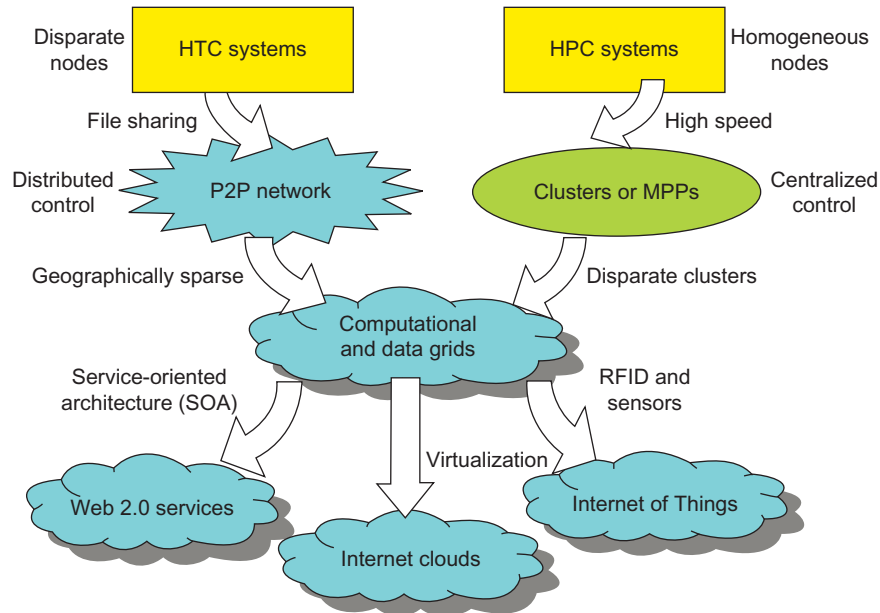 Disparate
nodes
HTC systems
HPC systems
Homogeneous
nodes
File sharing
High speed
Distributed
control
P2P network
Clusters or MPPs
Centralized
control
Geographically sparse
Disparate clusters
Computational
and data grids
Service-oriented
architecture (SOA)
RFID and
sensors
Virtualization
Web 2.0 services
Internet of Things
Internet clouds